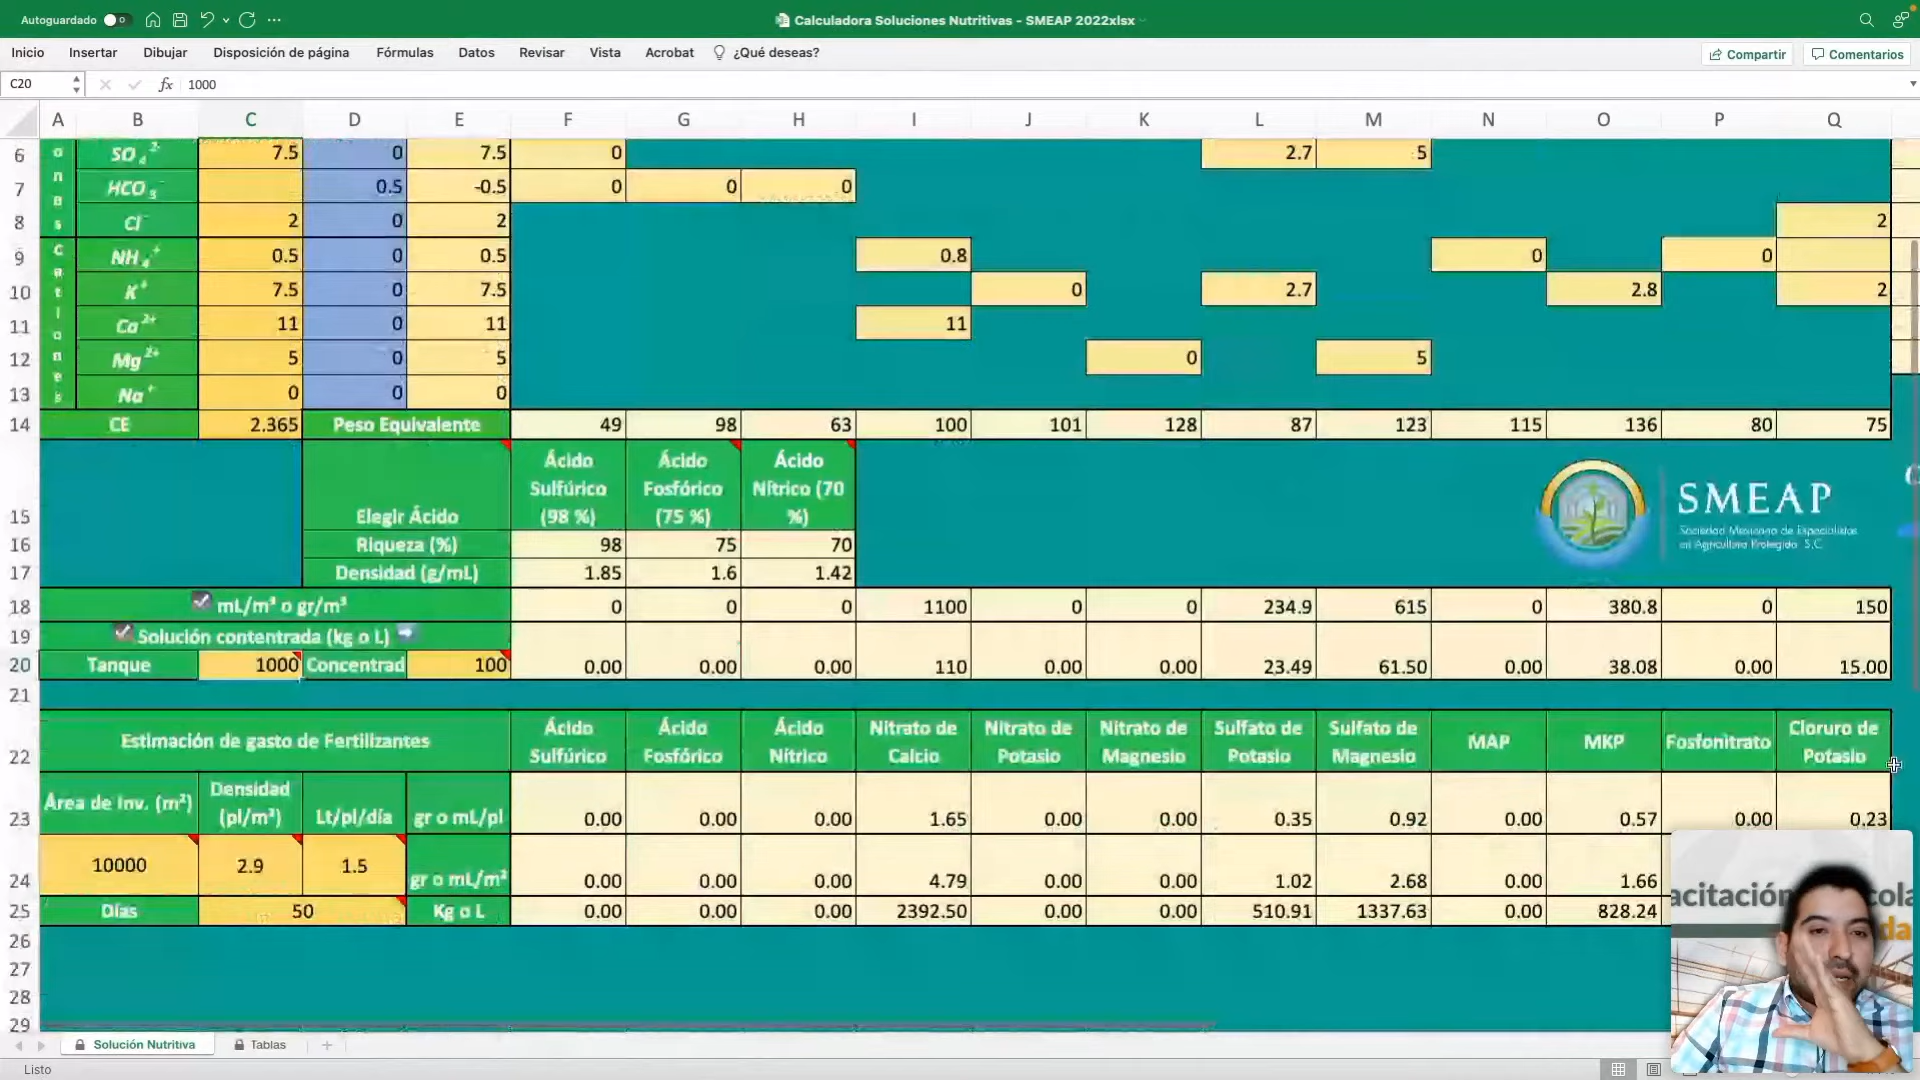 Autoguardado 0 Calculadora Soluciones Nutritivas - SMEAP 2022xlsx
Inicio Insertar Dibujar Disposición de página Fórmulas Datos Revisar Vista Acrobat ¿Qué deseas? Compartir Comentarios
C20 fx 1000
A B C D E F G H I J K L M N O P Q
6 SO₄²⁻ 7.5 0 7.5 0 2.7 5
7 HCO₃ 0.5 -0.5 0 0 0
8 Cl⁻ 2 0 2 2
9 NH₄⁺ 0.5 0 0.5 0.8 0 0
10 K⁺ 7.5 0 7.5 0 2.7 2.8 2
11 Ca²⁺ 11 0 11 11
12 Mg²⁺ 5 0 5 0 5
13 Na⁺ 0 0 0
o n e s
C a t i o n e s
14 CE 2.365 Peso Equivalente 49 98 63 100 101 128 87 123 115 136 80 75
15 Elegir Ácido Ácido Sulfúrico (98 %) Ácido Fosfórico (75 %) Ácido Nítrico (70 %)
SMEAP
Sociedad Mexicana de Especialistas
en Agricultura Protegida S.C.
16 Riqueza (%) 98 75 70
17 Densidad (g/mL) 1.85 1.6 1.42
18 mL/m³ o gr/m³ 0 0 0 1100 0 0 234.9 615 0 380.8 0 150
19 Solución contentrada (kg o L)
20 Tanque 1000 Concentrad 100 0.00 0.00 0.00 110 0.00 0.00 23.49 61.50 0.00 38.08 0.00 15.00
21
22 Estimación de gasto de Fertilizantes Ácido Sulfúrico Ácido Fosfórico Ácido Nítrico Nitrato de Calcio Nitrato de Potasio Nitrato de Magnesio Sulfato de Potasio Sulfato de Magnesio MAP MKP Fosfonitrato Cloruro de Potasio
23 Área de Inv. (m²) Densidad (pl/m²) Lt/pl/día gr o mL/pl 0.00 0.00 0.00 1.65 0.00 0.00 0.35 0.92 0.00 0.57 0.00 0.23
24 10000 2.9 1.5 gr o mL/m² 0.00 0.00 0.00 4.79 0.00 0.00 1.02 2.68 0.00 1.66
25 Días 50 Kg o L 0.00 0.00 0.00 2392.50 0.00 0.00 510.91 1337.63 0.00 828.24
26
27
28
29
acitación cola
da
Solución Nutritiva Tablas +
Listo